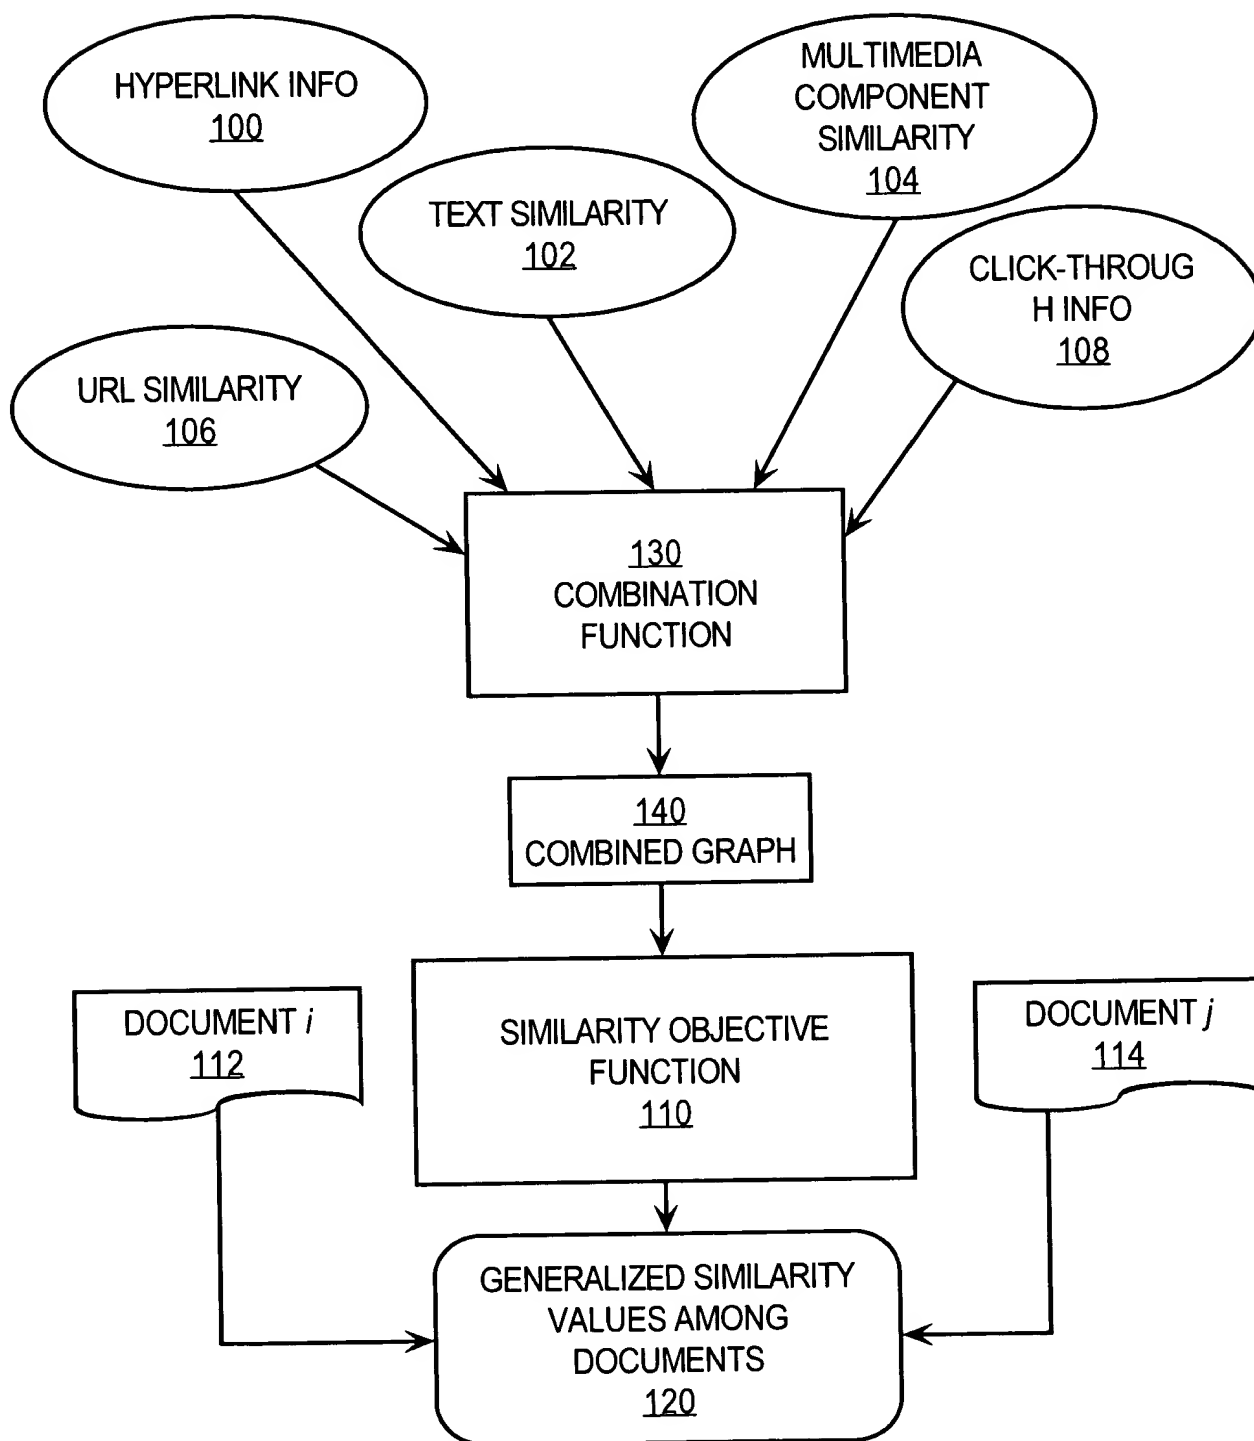 HYPERLINK INFO
100
MULTIMEDIA
COMPONENT
SIMILARITY
104
TEXT SIMILARITY
102
CLICK-THROUG
H INFO
108
URL SIMILARITY
106
130
COMBINATION
FUNCTION
140
COMBINED GRAPH
SIMILARITY OBJECTIVE
FUNCTION
110
DOCUMENT i
112
DOCUMENT j
114
GENERALIZED SIMILARITY
VALUES AMONG
DOCUMENTS
120